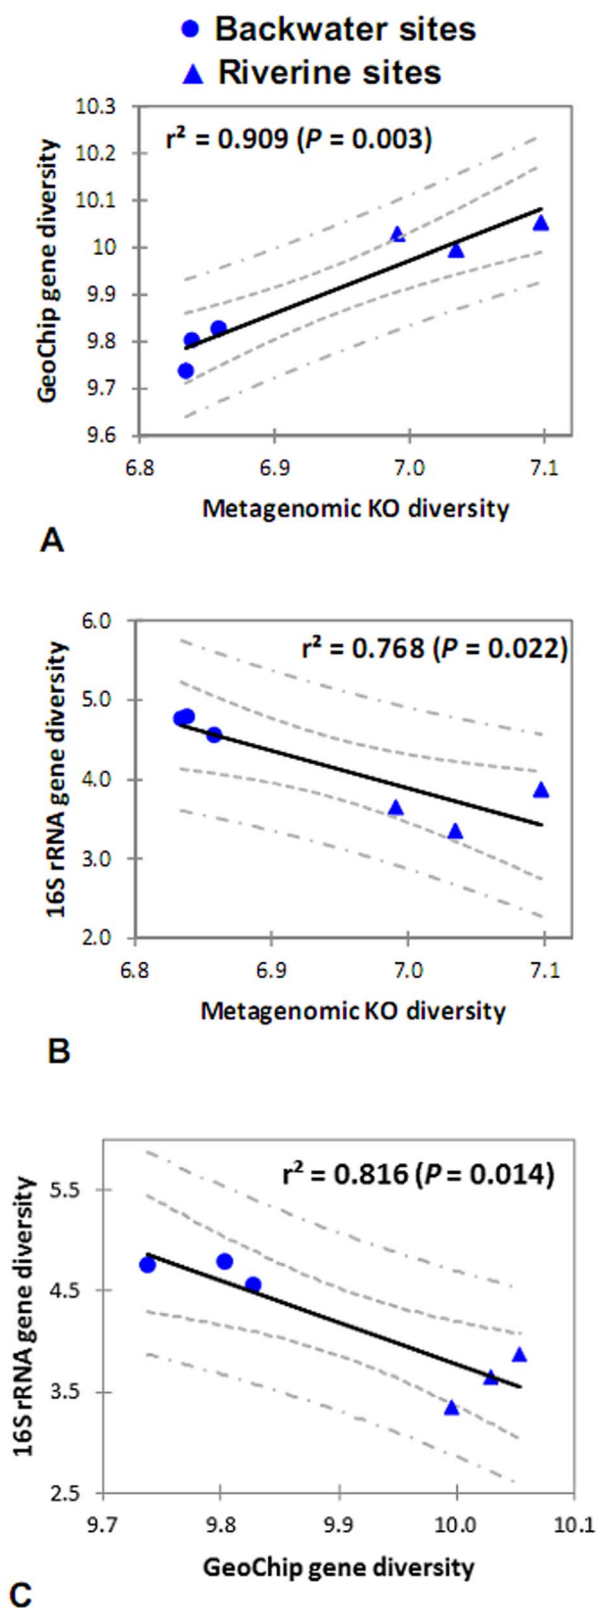 Backwater sites
Riverine sites
10.3
10.2
10.1
10
9.9
9.8
9.7
9.6
GeoChip gene diversity
r² = 0.909 (P = 0.003)
6.8 6.9 7.0 7.1
Metagenomic KO diversity
A
6.0
5.0
4.0
3.0
2.0
16S rRNA gene diversity
r² = 0.768 (P = 0.022)
6.8 6.9 7.0 7.1
Metagenomic KO diversity
B
5.5
4.5
3.5
2.5
16S rRNA gene diversity
r² = 0.816 (P = 0.014)
9.7 9.8 9.9 10.0 10.1
GeoChip gene diversity
C